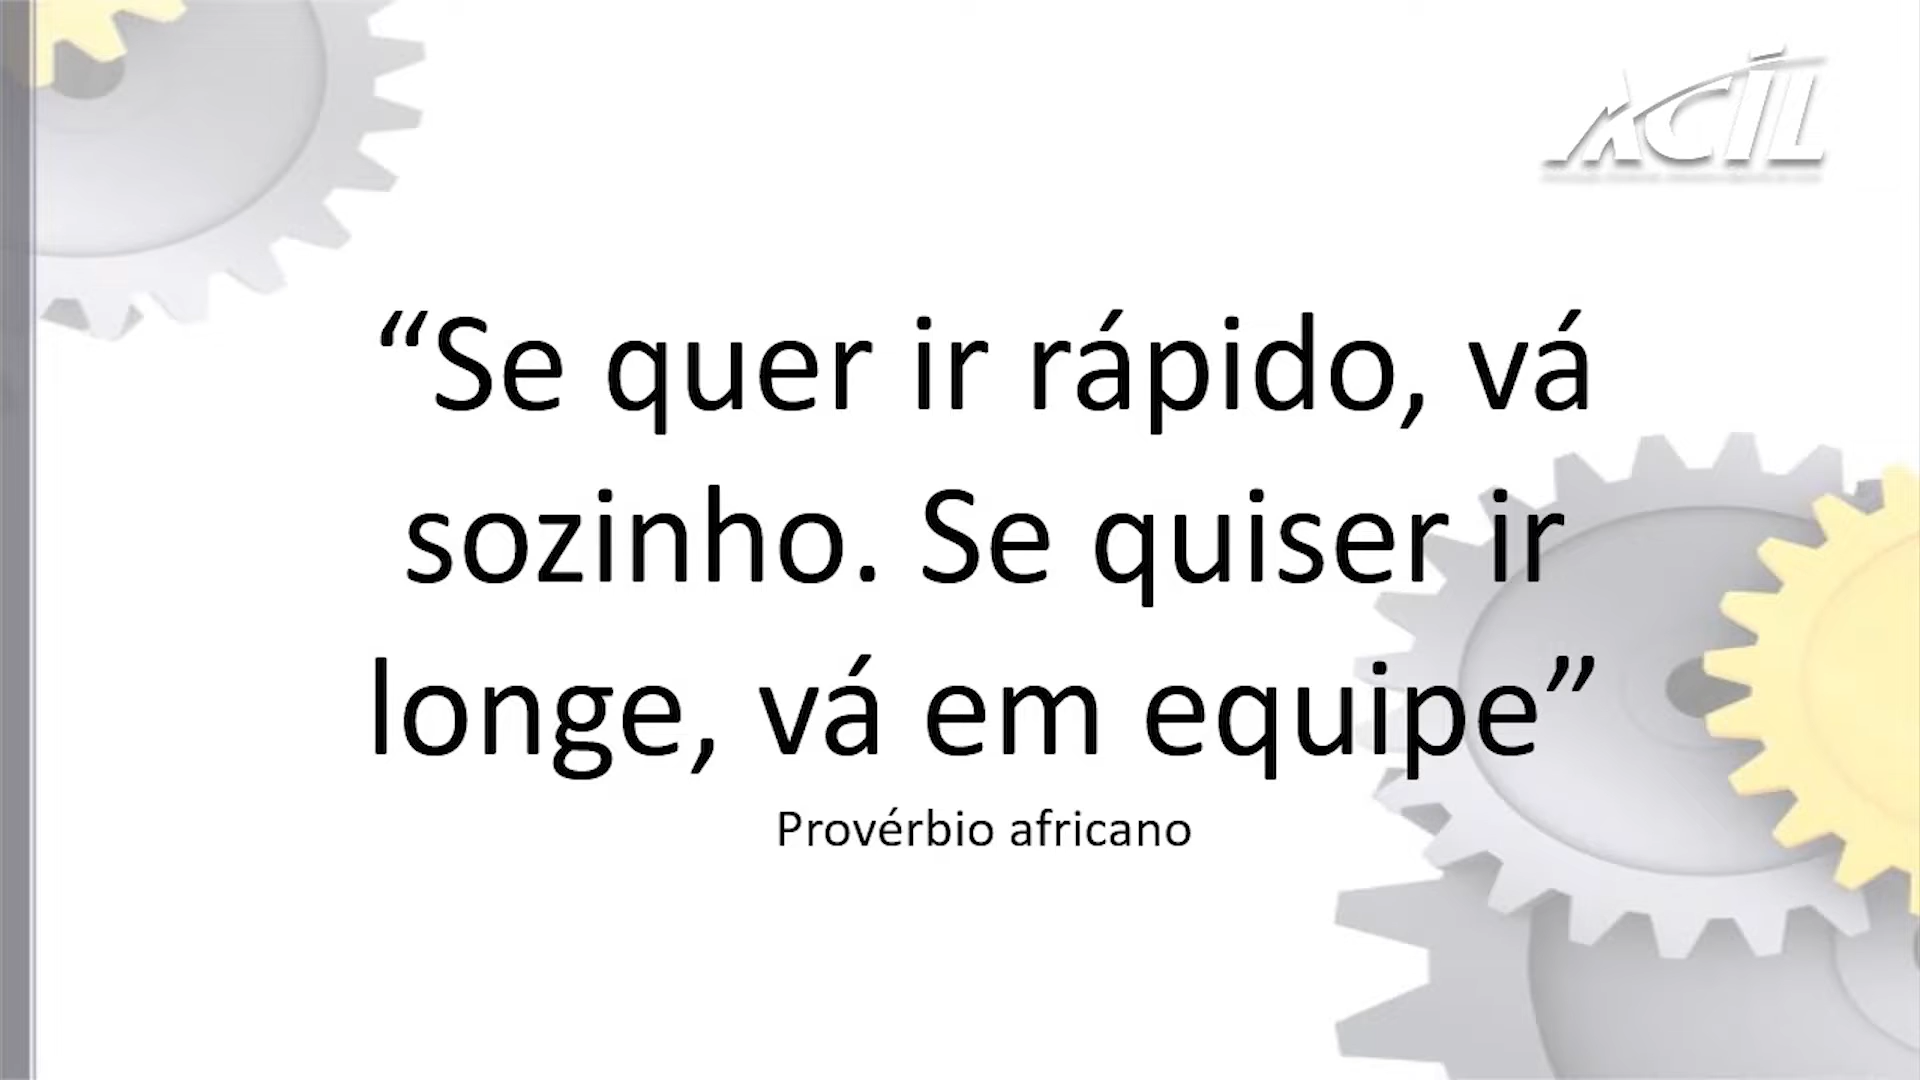 ACIL
“Se quer ir rápido, vá
sozinho. Se quiser ir
longe, vá em equipe”
Provérbio africano